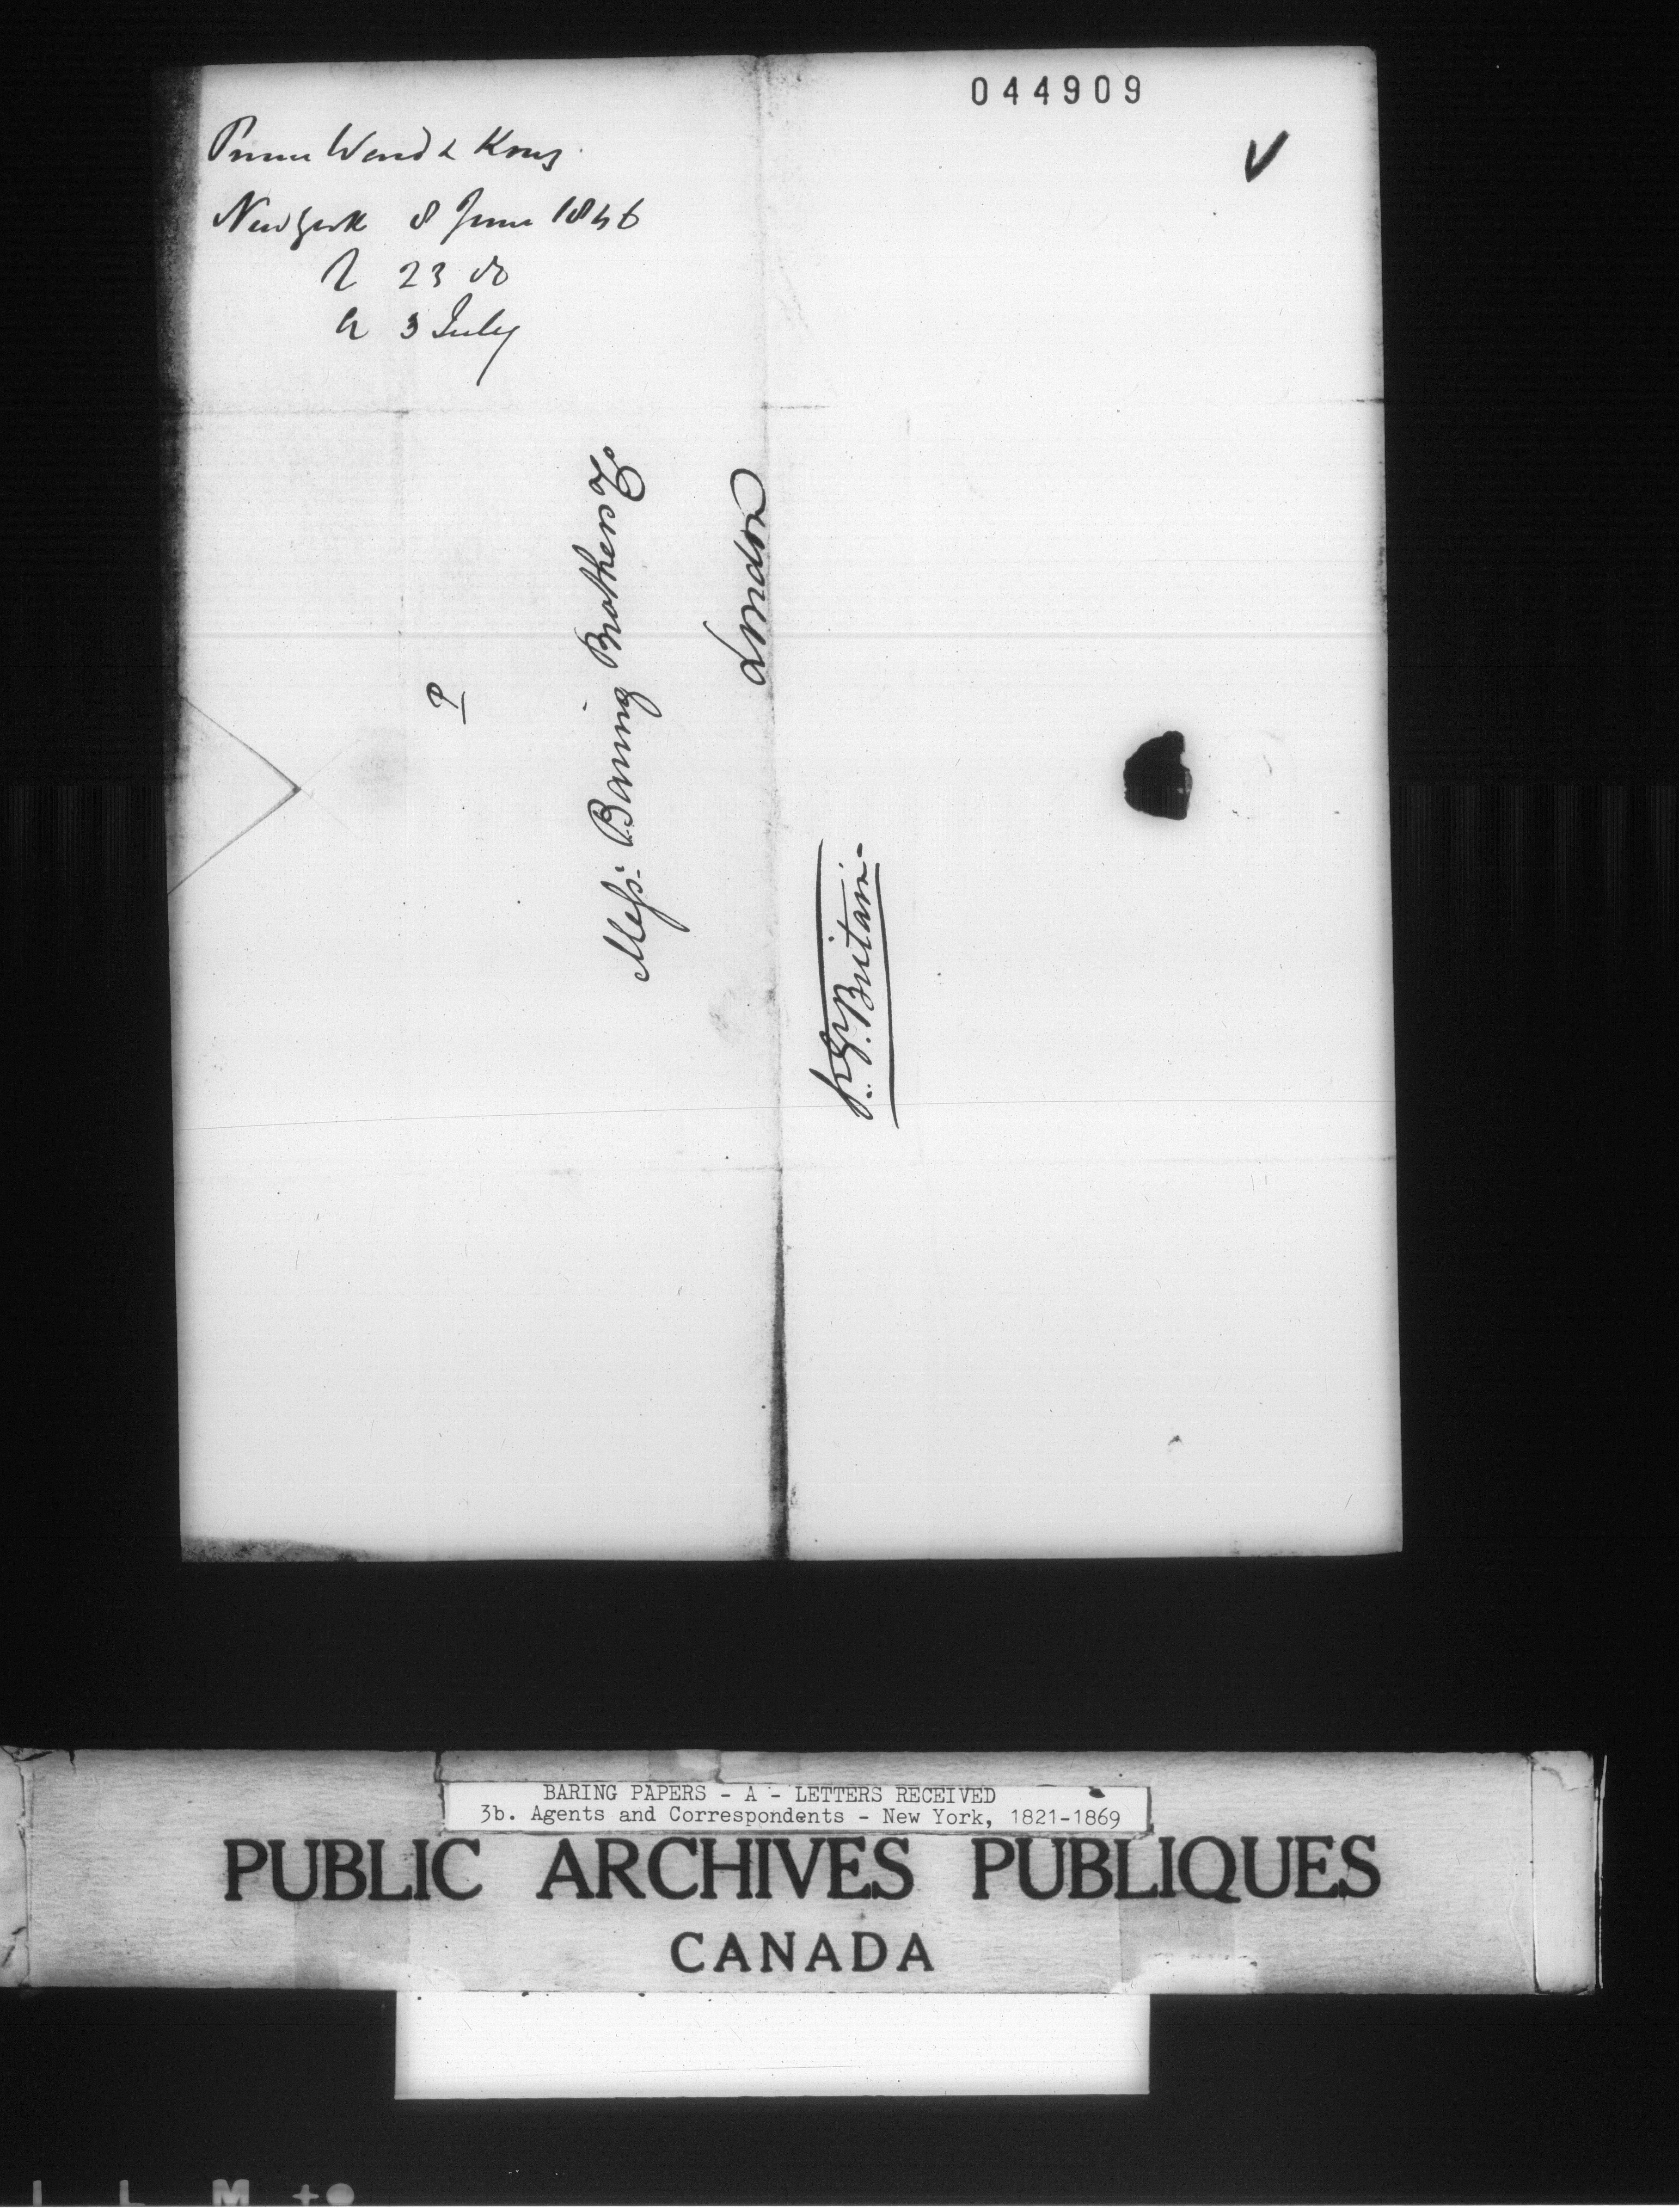 044909
Prime Ward & King
New York 8 June 1846
R 23 do
A 3 July
P
Messrs: Baring Brothers & Co
London
p. G. Britain.
BARING PAPERS - A - LETTERS RECEIVED
3b. Agents and Correspondents - New York, 1821-1869
PUBLIC ARCHIVES PUBLIQUES
CANADA